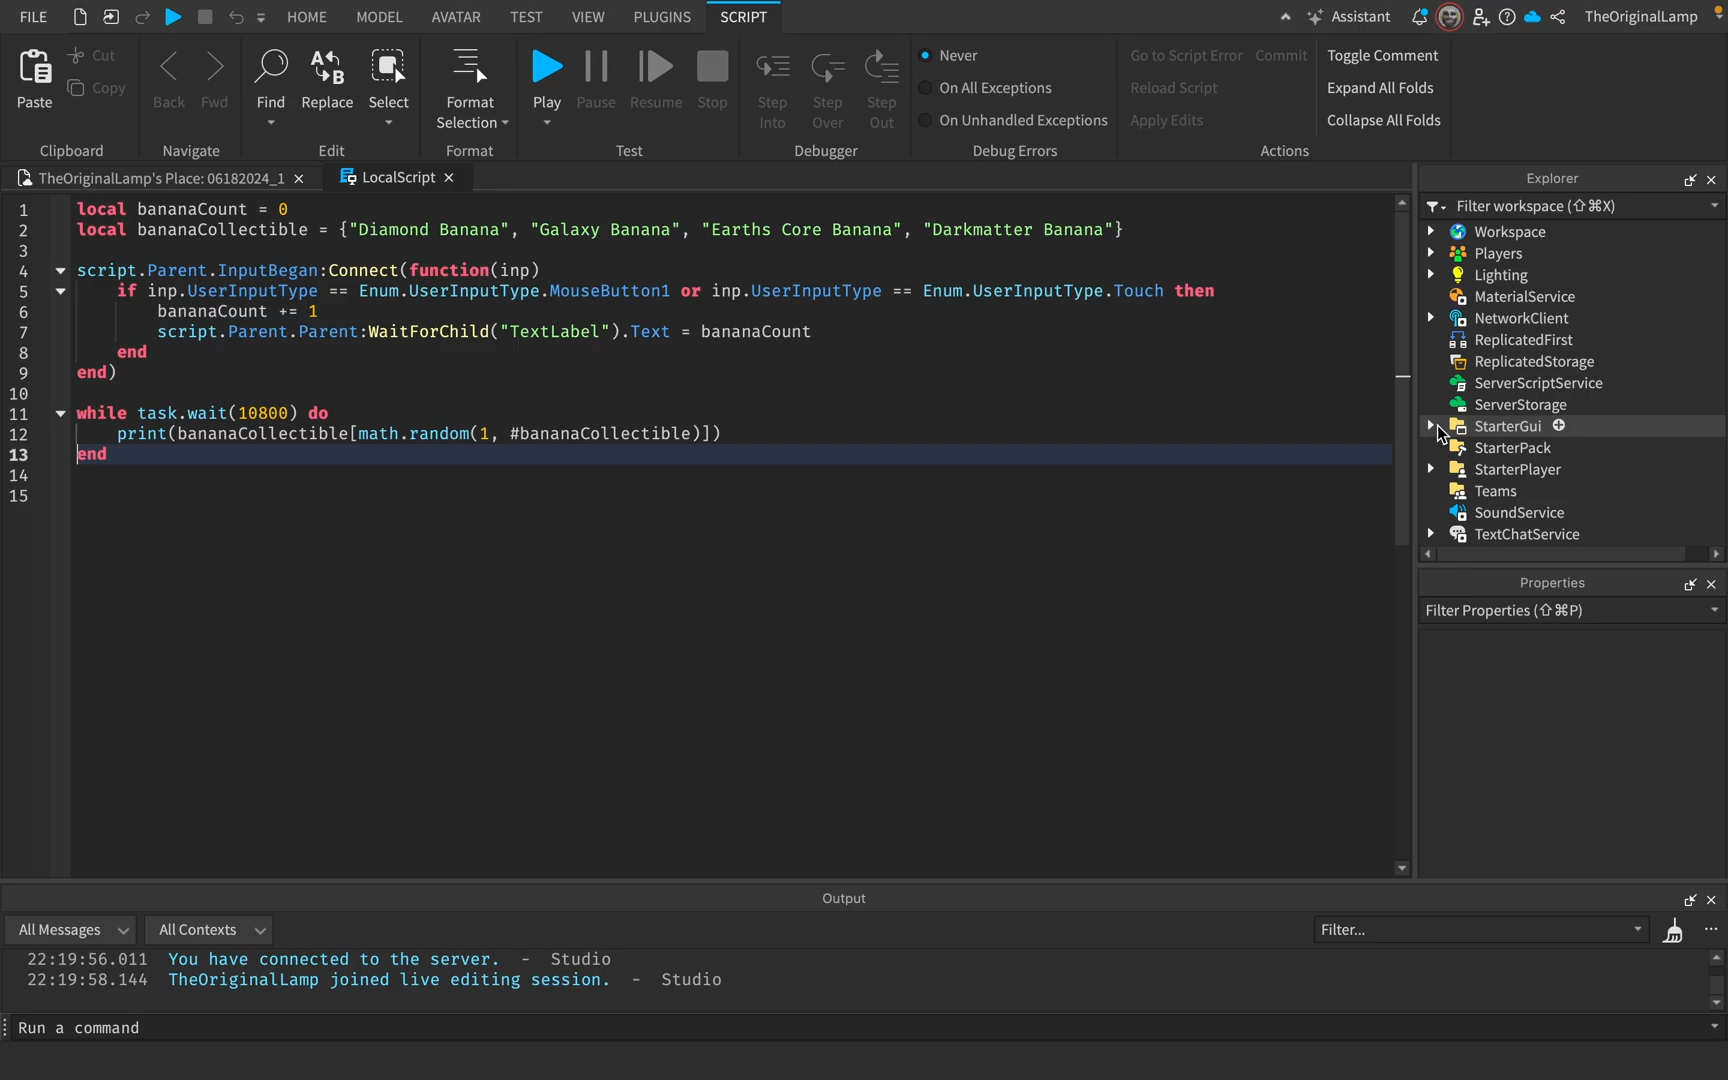 FILE HOME MODEL AVATAR TEST VIEW PLUGINS SCRIPT Assistant TheOriginalLamp
Paste Cut Copy Back Fwd Find Replace Select Format Selection Play Pause Resume Stop Step Into Step Over Step Out
Never
On All Exceptions
On Unhandled Exceptions
Go to Script Error Commit
Reload Script
Apply Edits
Toggle Comment
Expand All Folds
Collapse All Folds
Clipboard Navigate Edit Format Test Debugger Debug Errors Actions
TheOriginalLamp's Place: 06182024_1 LocalScript
1 local bananaCount = 0
2 local bananaCollectible = {"Diamond Banana", "Galaxy Banana", "Earths Core Banana", "Darkmatter Banana"}
3
4 script.Parent.InputBegan:Connect(function(inp)
5 if inp.UserInputType == Enum.UserInputType.MouseButton1 or inp.UserInputType == Enum.UserInputType.Touch then
6 bananaCount += 1
7 script.Parent.Parent:WaitForChild("TextLabel").Text = bananaCount
8 end
9 end)
10
11 while task.wait(10800) do
12 print(bananaCollectible[math.random(1, #bananaCollectible)])
13 end
14
15
Explorer
Filter workspace (⇧⌘X)
Workspace
Players
Lighting
MaterialService
NetworkClient
ReplicatedFirst
ReplicatedStorage
ServerScriptService
ServerStorage
StarterGui
StarterPack
StarterPlayer
Teams
SoundService
TextChatService
Properties
Filter Properties (⇧⌘P)
Output
All Messages All Contexts Filter...
22:19:56.011 You have connected to the server. - Studio
22:19:58.144 TheOriginalLamp joined live editing session. - Studio
Run a command